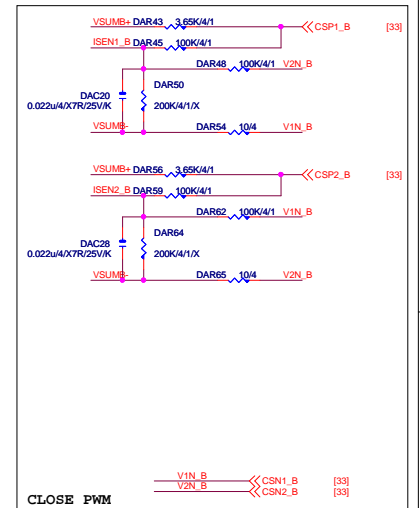 VSUMB+ DAR43 3.65K/4/1 CSP1_B [33]
ISEN1_B DAR45 100K/4/1
DAR48 100K/4/1 V2N_B
DAR50
DAC20
0.022u/4/X7R/25V/K 200K/4/1/X
VSUMB- DAR54 10/4 V1N_B
VSUMB+ DAR56 3.65K/4/1 CSP2_B [33]
ISEN2_B DAR59 100K/4/1
DAR62 100K/4/1 V1N_B
DAR64
DAC28
0.022u/4/X7R/25V/K 200K/4/1/X
VSUMB- DAR65 10/4 V2N_B
V1N_B CSN1_B [33]
V2N_B CSN2_B [33]
CLOSE PWM